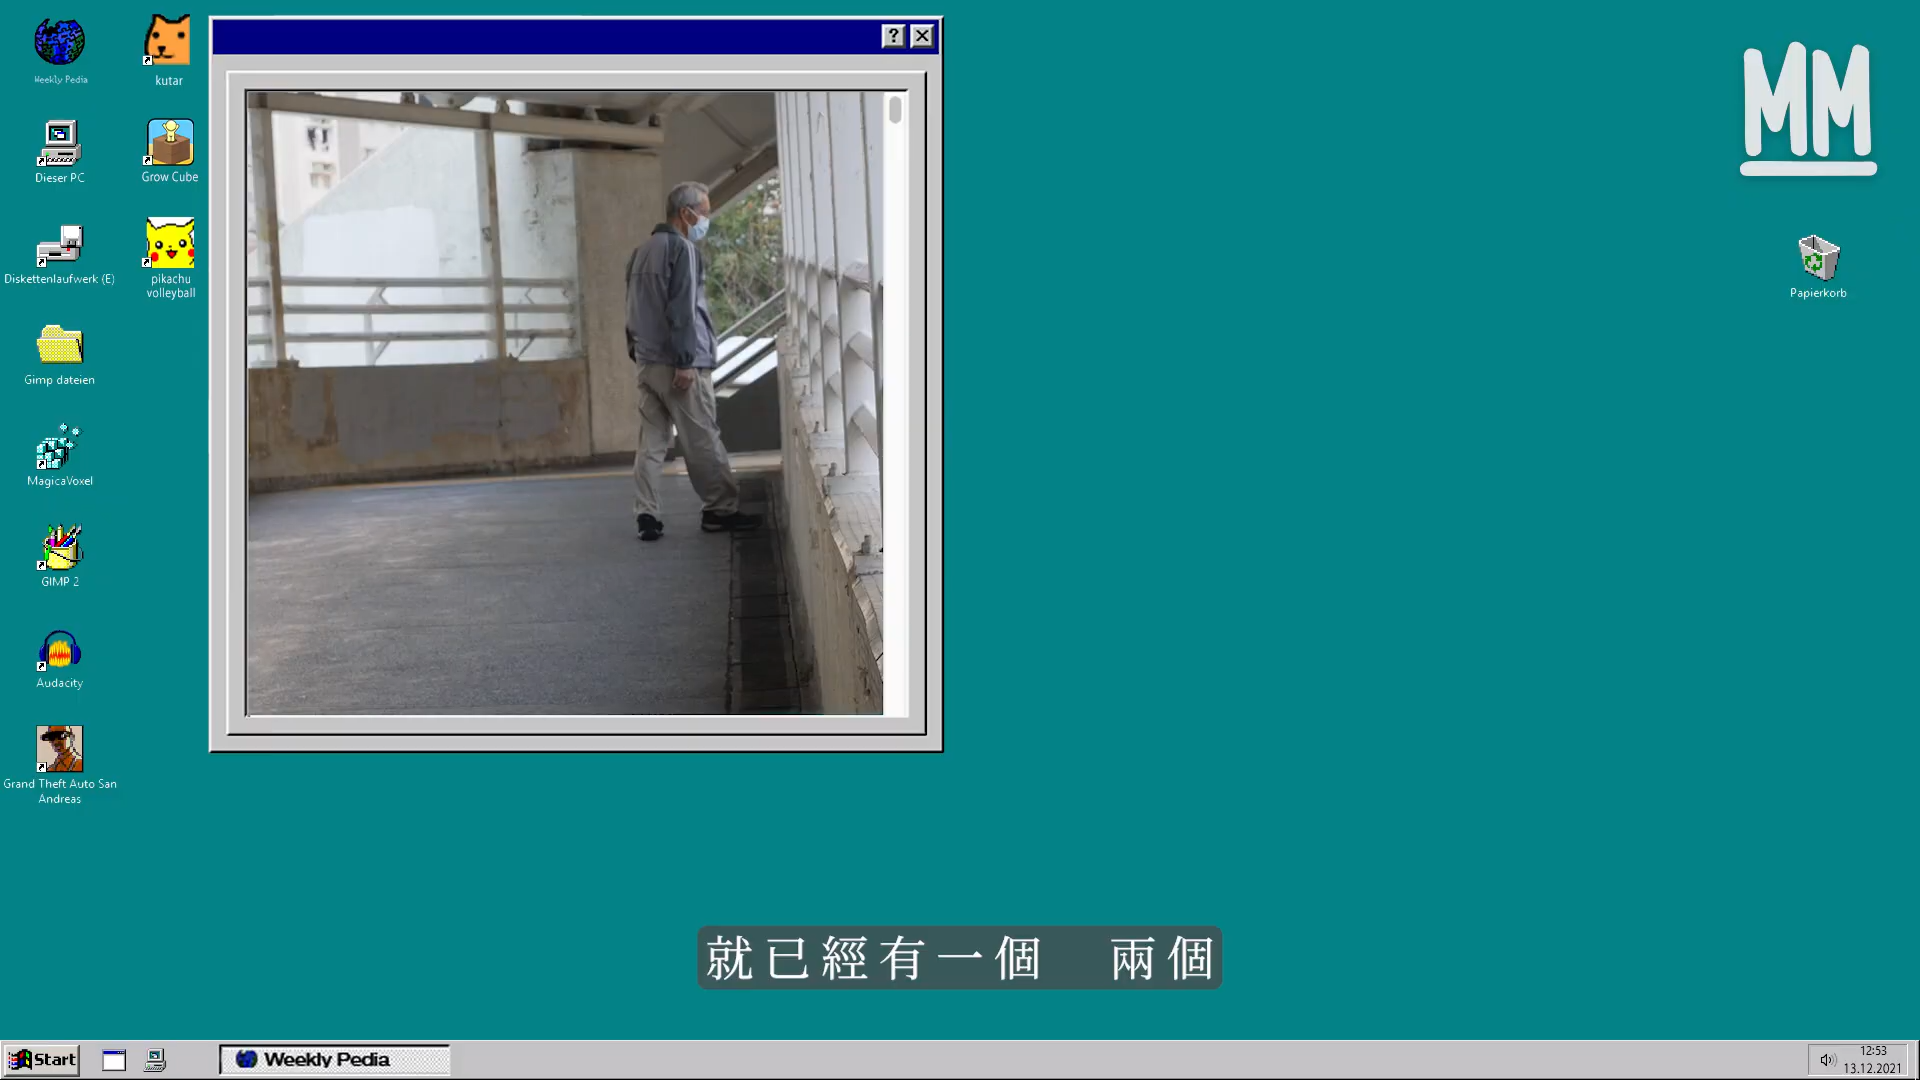 Weekly Pedia
kutar
Dieser PC
Grow Cube
Diskettenlaufwerk (E)
pikachu
volleyball
Gimp dateien
MagicaVoxel
GIMP 2
Audacity
Grand Theft Auto San
Andreas
?
MM
Papierkorb
就已經有一個 兩個
Start
Weekly Pedia
12:53
13.12.2021